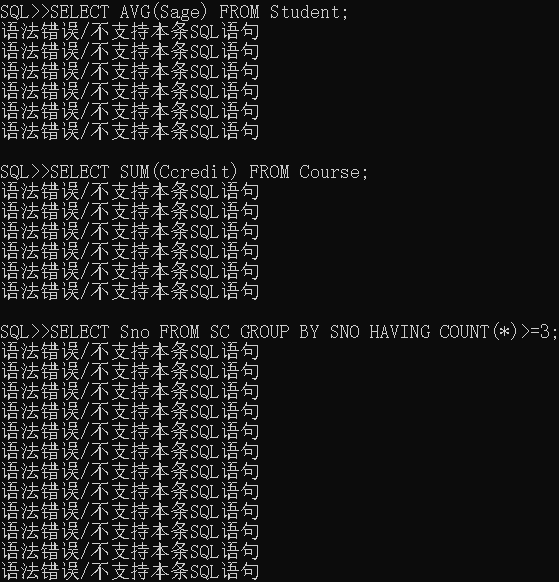 SQL>>SELECT AVG(Sage) FROM Student;
语法错误/不支持本条SQL语句
语法错误/不支持本条SQL语句
语法错误/不支持本条SQL语句
语法错误/不支持本条SQL语句
语法错误/不支持本条SQL语句
语法错误/不支持本条SQL语句
SQL>>SELECT SUM(Ccredit) FROM Course;
语法错误/不支持本条SQL语句
语法错误/不支持本条SQL语句
语法错误/不支持本条SQL语句
语法错误/不支持本条SQL语句
语法错误/不支持本条SQL语句
语法错误/不支持本条SQL语句
SQL>>SELECT Sno FROM SC GROUP BY SNO HAVING COUNT(*)>=3;
语法错误/不支持本条SQL语句
语法错误/不支持本条SQL语句
语法错误/不支持本条SQL语句
语法错误/不支持本条SQL语句
语法错误/不支持本条SQL语句
语法错误/不支持本条SQL语句
语法错误/不支持本条SQL语句
语法错误/不支持本条SQL语句
语法错误/不支持本条SQL语句
语法错误/不支持本条SQL语句
语法错误/不支持本条SQL语句
语法错误/不支持本条SQL语句